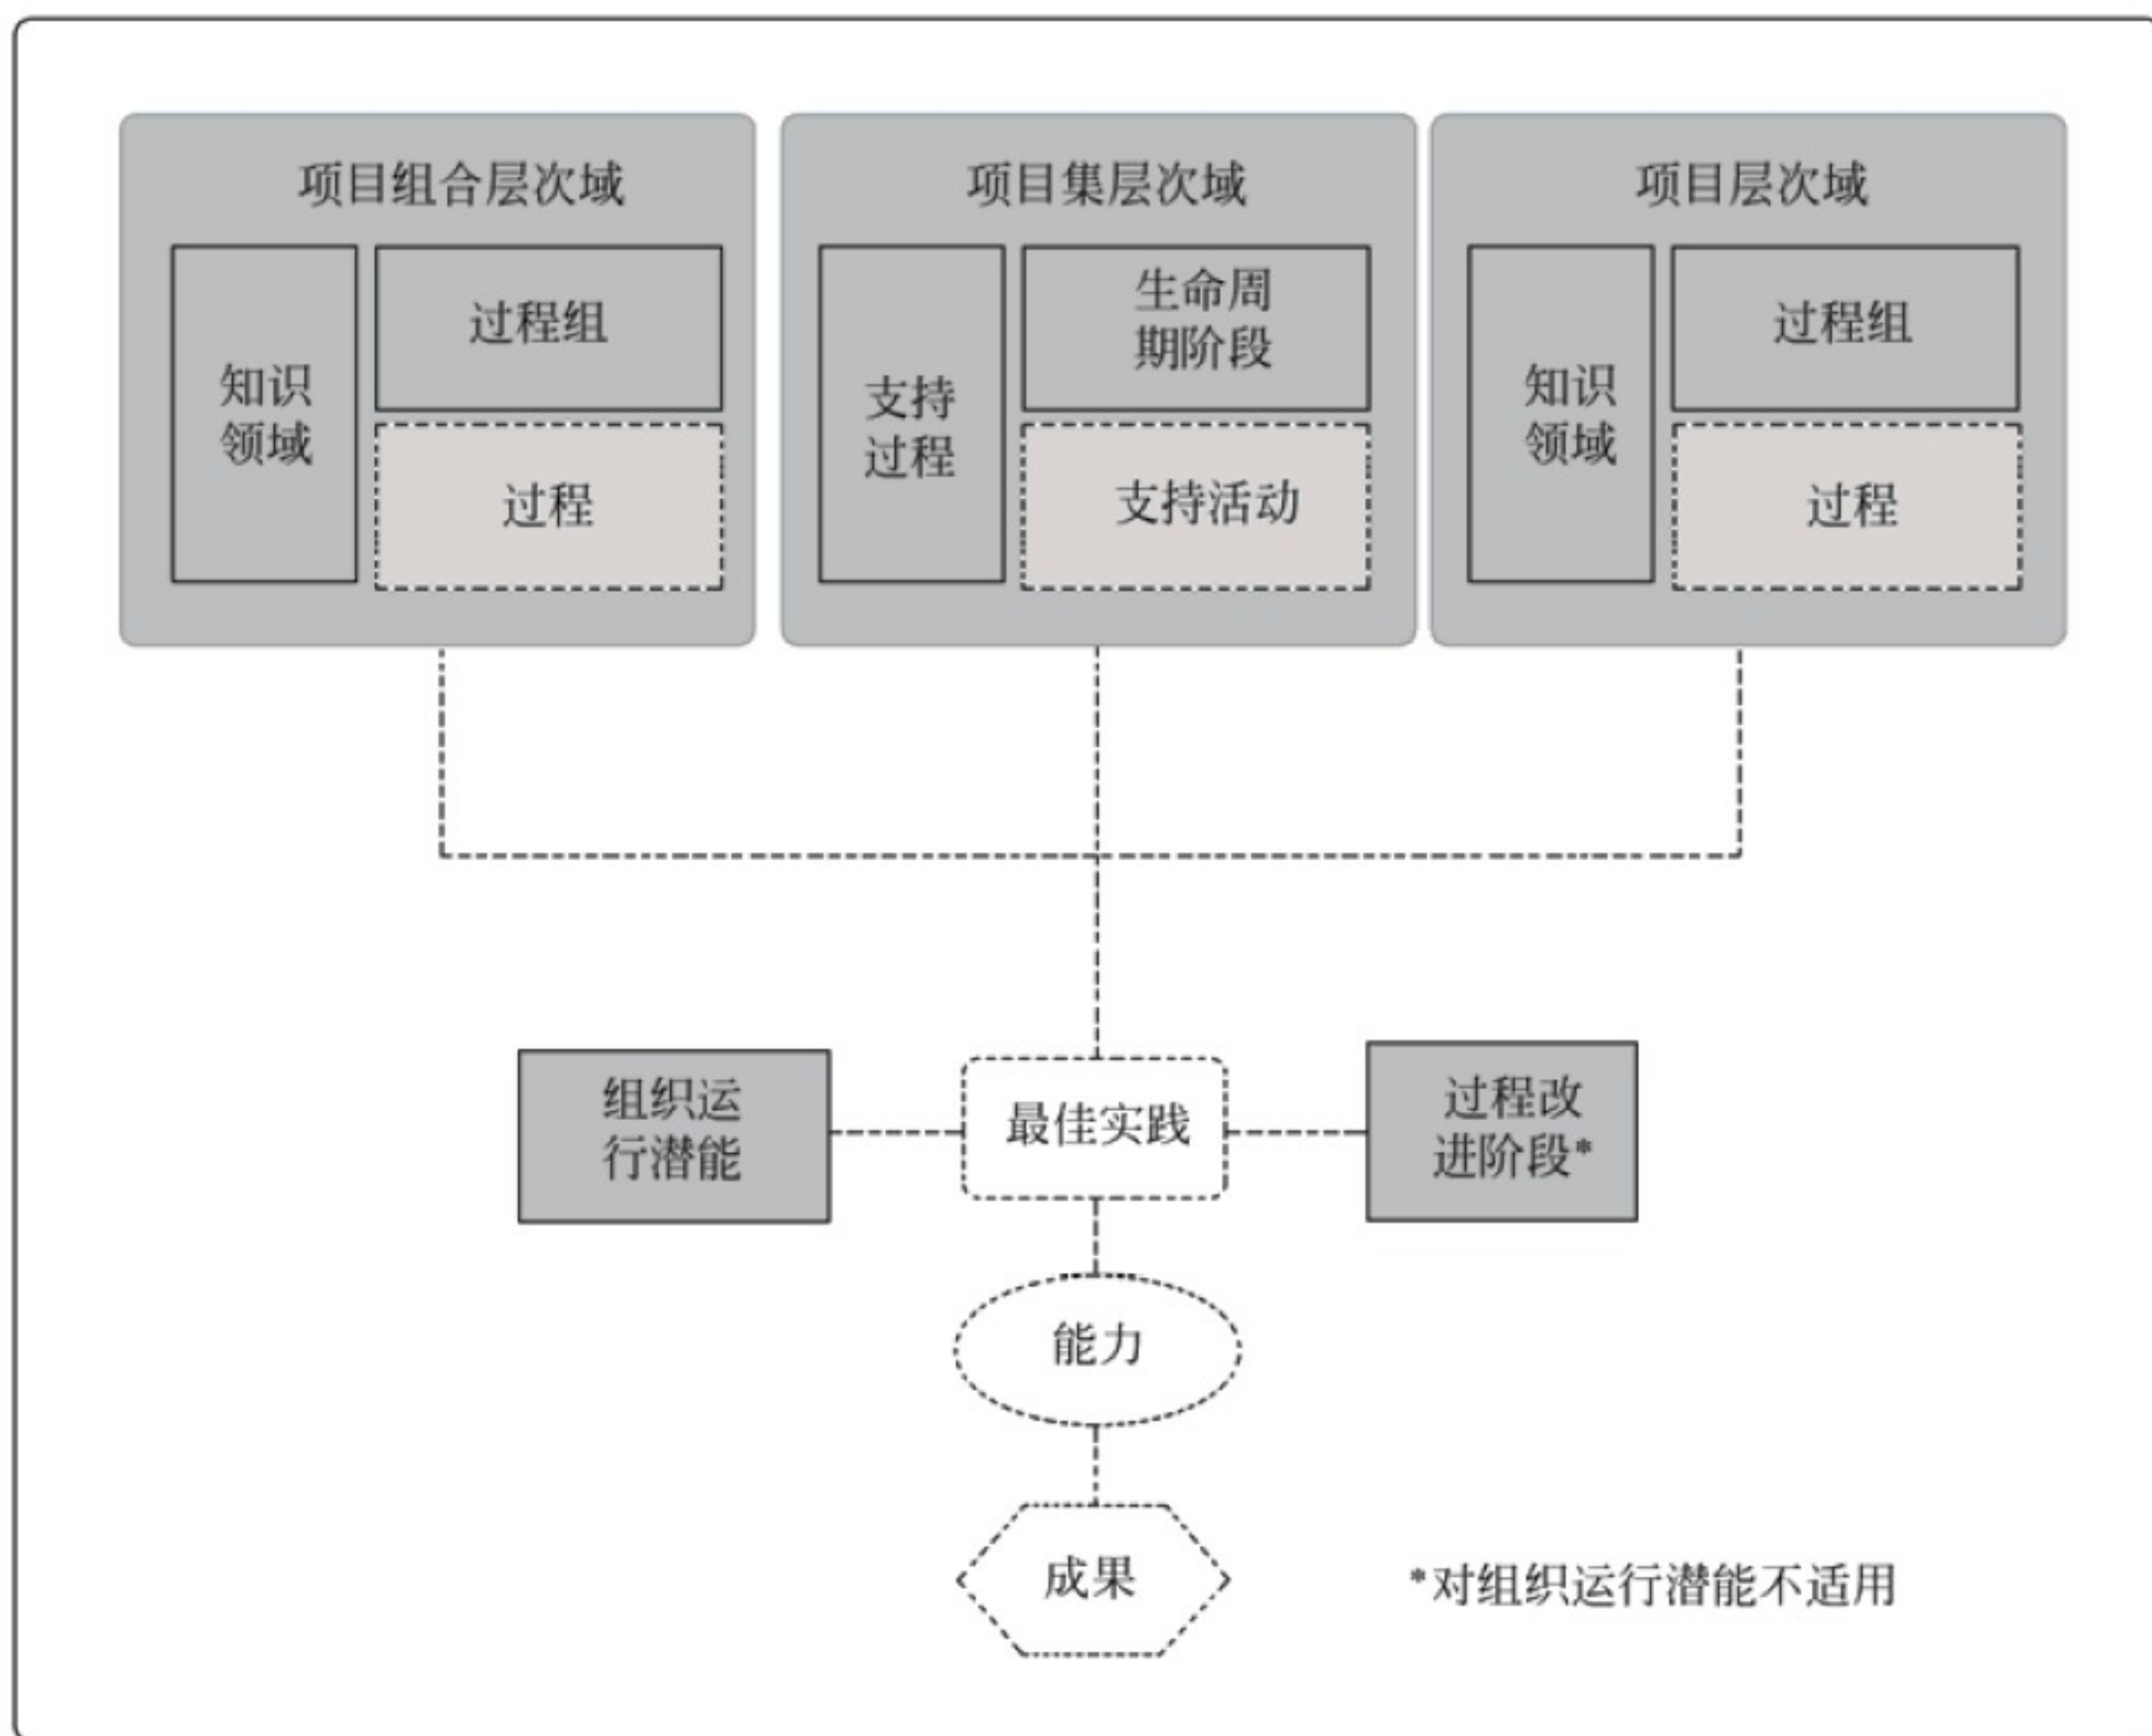 项目组合层次域
知识
领域
过程组
过程
项目集层次域
支持
过程
生命周
期阶段
支持活动
项目层次域
知识
领域
过程组
过程
组织运
行潜能
最佳实践
过程改
进阶段*
能力
成果
*对组织运行潜能不适用